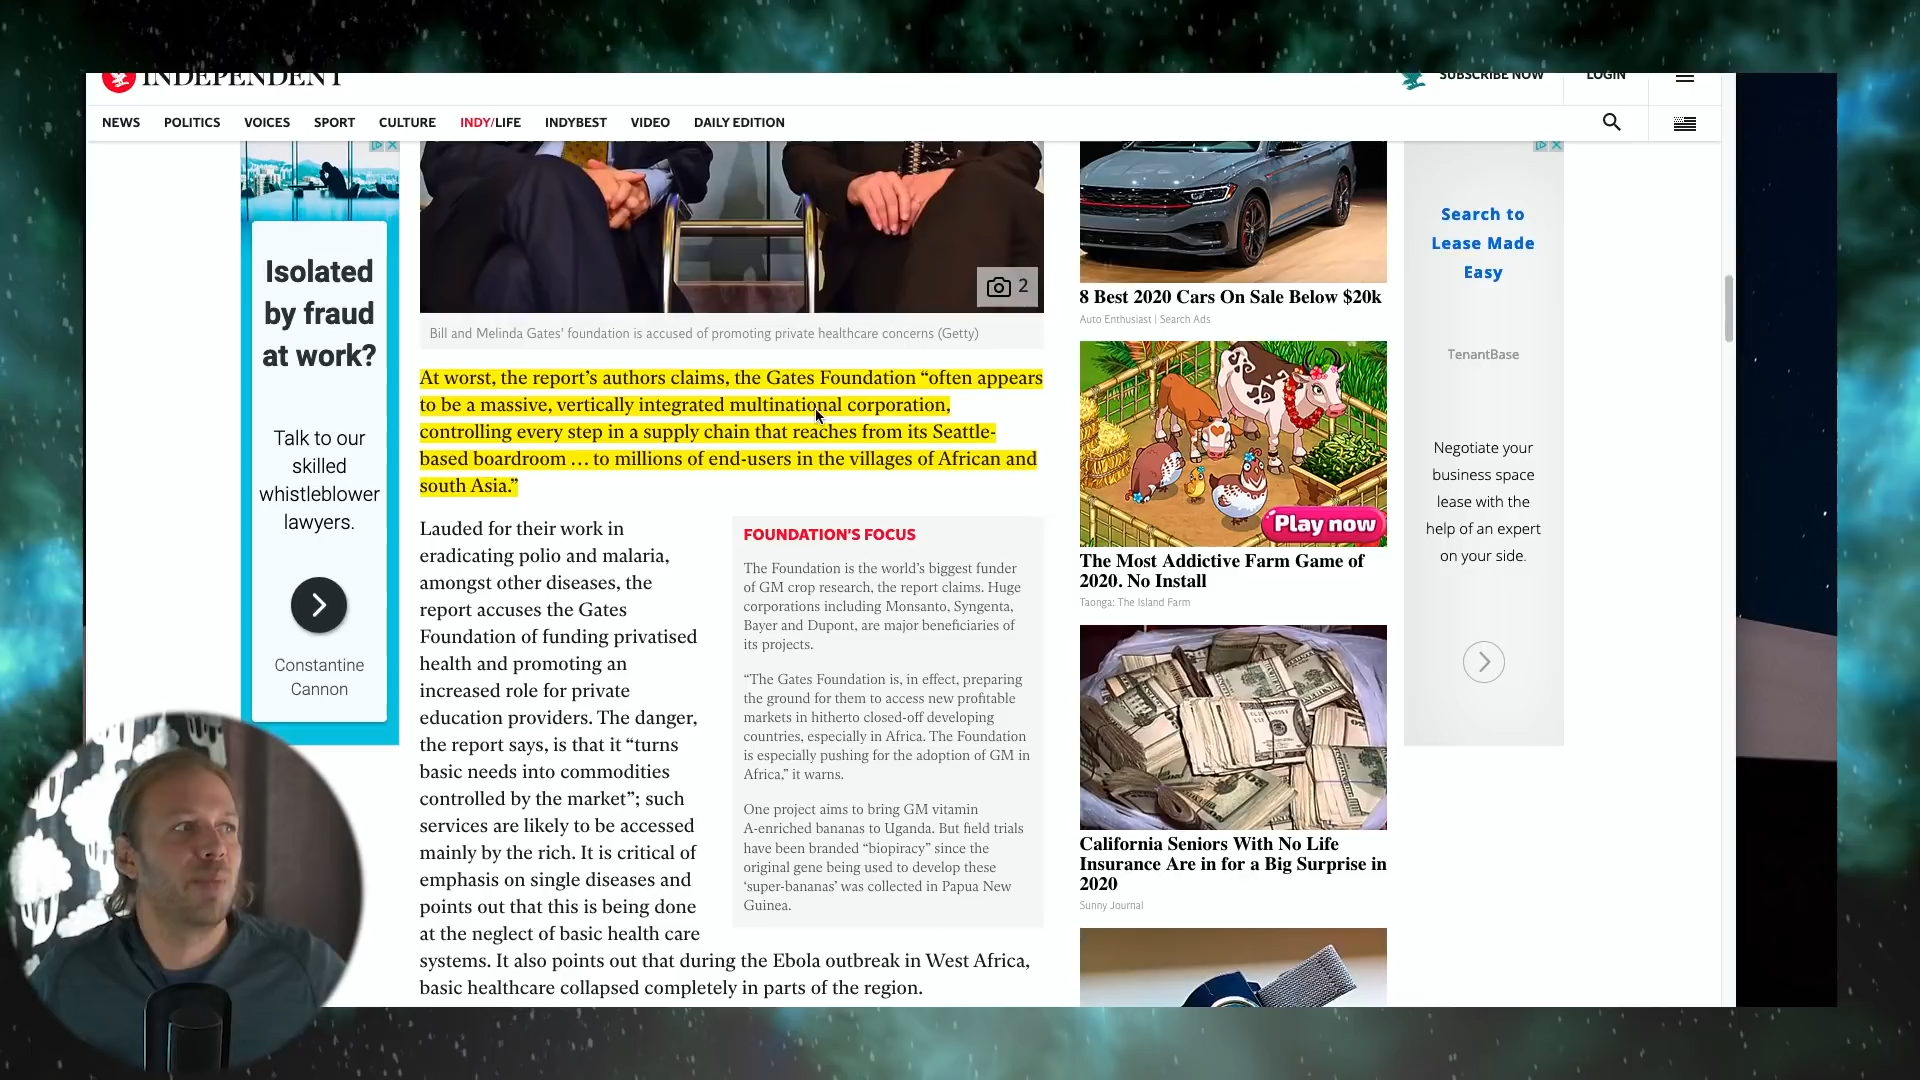 INDEPENDENT
SUBSCRIBE NOW
LOGIN
NEWS
POLITICS
VOICES
SPORT
CULTURE
INDY/LIFE
INDYBEST
VIDEO
DAILY EDITION
Isolated
by fraud
at work?
Talk to our
skilled
whistleblower
lawyers.
Constantine
Cannon
2
Bill and Melinda Gates' foundation is accused of promoting private healthcare concerns (Getty)
At worst, the report’s authors claims, the Gates Foundation “often appears
to be a massive, vertically integrated multinational corporation,
controlling every step in a supply chain that reaches from its Seattle-
based boardroom … to millions of end-users in the villages of African and
south Asia.”
Lauded for their work in
eradicating polio and malaria,
amongst other diseases, the
report accuses the Gates
Foundation of funding privatised
health and promoting an
increased role for private
education providers. The danger,
the report says, is that it “turns
basic needs into commodities
controlled by the market”; such
services are likely to be accessed
mainly by the rich. It is critical of
emphasis on single diseases and
points out that this is being done
at the neglect of basic health care
systems. It also points out that during the Ebola outbreak in West Africa,
basic healthcare collapsed completely in parts of the region.
FOUNDATION'S FOCUS
The Foundation is the world’s biggest funder
of GM crop research, the report claims. Huge
corporations including Monsanto, Syngenta,
Bayer and Dupont, are major beneficiaries of
its projects.
“The Gates Foundation is, in effect, preparing
the ground for them to access new profitable
markets in hitherto closed-off developing
countries, especially in Africa. The Foundation
is especially pushing for the adoption of GM in
Africa,” it warns.
One project aims to bring GM vitamin
A-enriched bananas to Uganda. But field trials
have been branded “biopiracy” since the
original gene being used to develop these
‘super-bananas’ was collected in Papua New
Guinea.
8 Best 2020 Cars On Sale Below $20k
Auto Enthusiast | Search Ads
Play now
The Most Addictive Farm Game of
2020. No Install
Taonga: The Island Farm
California Seniors With No Life
Insurance Are in for a Big Surprise in
2020
Sunny Journal
Search to
Lease Made
Easy
TenantBase
Negotiate your
business space
lease with the
help of an expert
on your side.